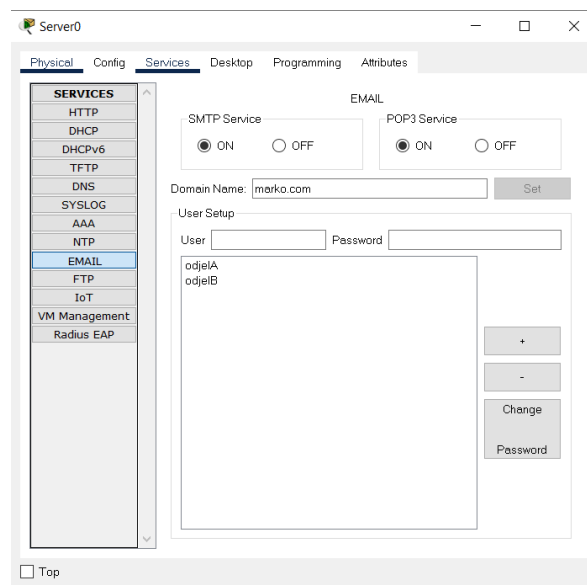 Server0
Physical Config Services Desktop Programming Attributes
SERVICES
HTTP
DHCP
DHCPv6
TFTP
DNS
SYSLOG
AAA
NTP
EMAIL
FTP
IoT
VM Management
Radius EAP
EMAIL
SMTP Service
ON OFF
POP3 Service
ON OFF
Domain Name: marko.com Set
User Setup
User Password
odjelA
odjelB
+
-
Change
Password
Top